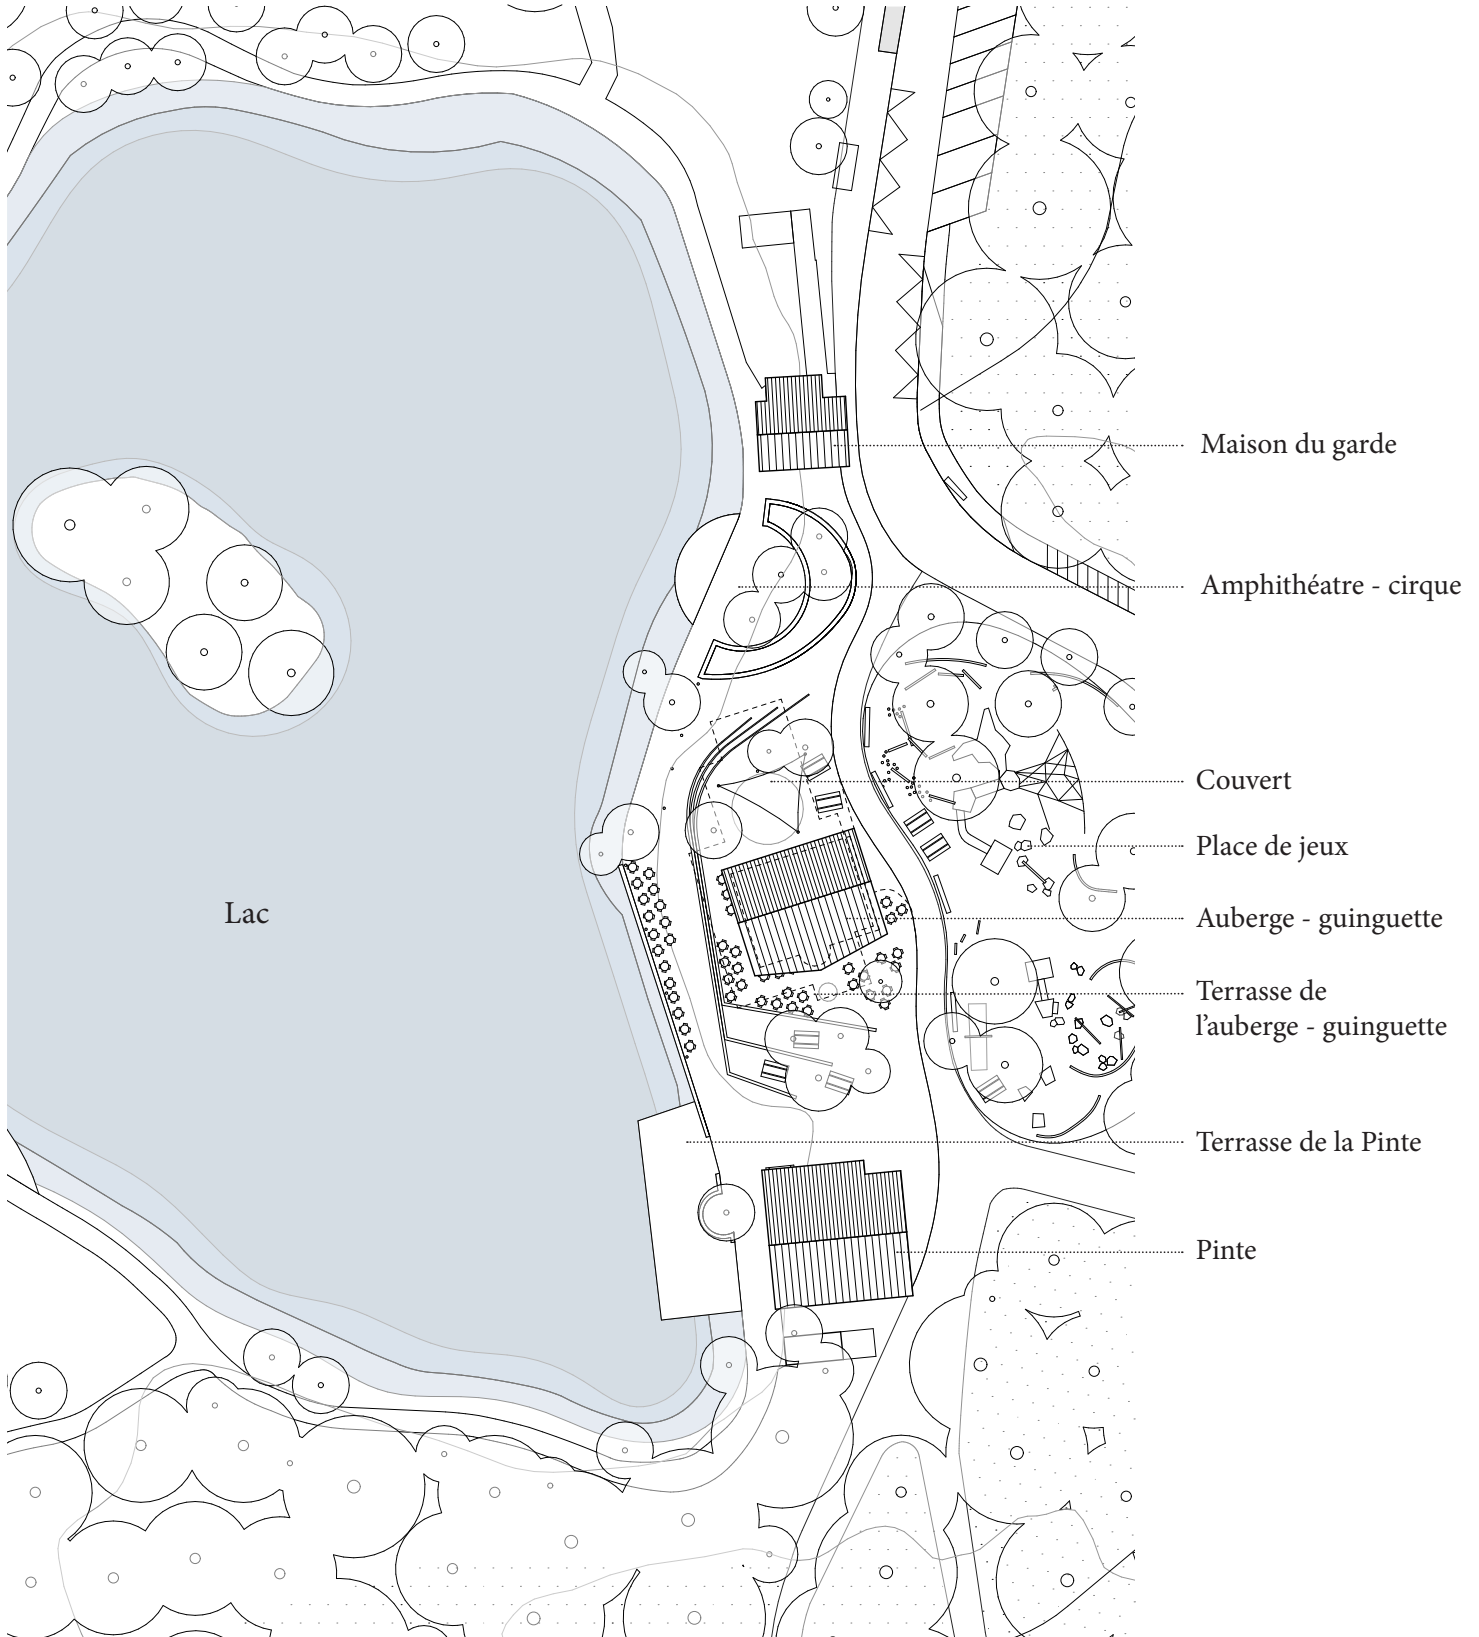 Maison du garde
Amphithéatre - cirque
Couvert
Place de jeux
Lac
Auberge - guinguette
Terrasse de
l'auberge - guinguette
Terrasse de la Pinte
Pinte